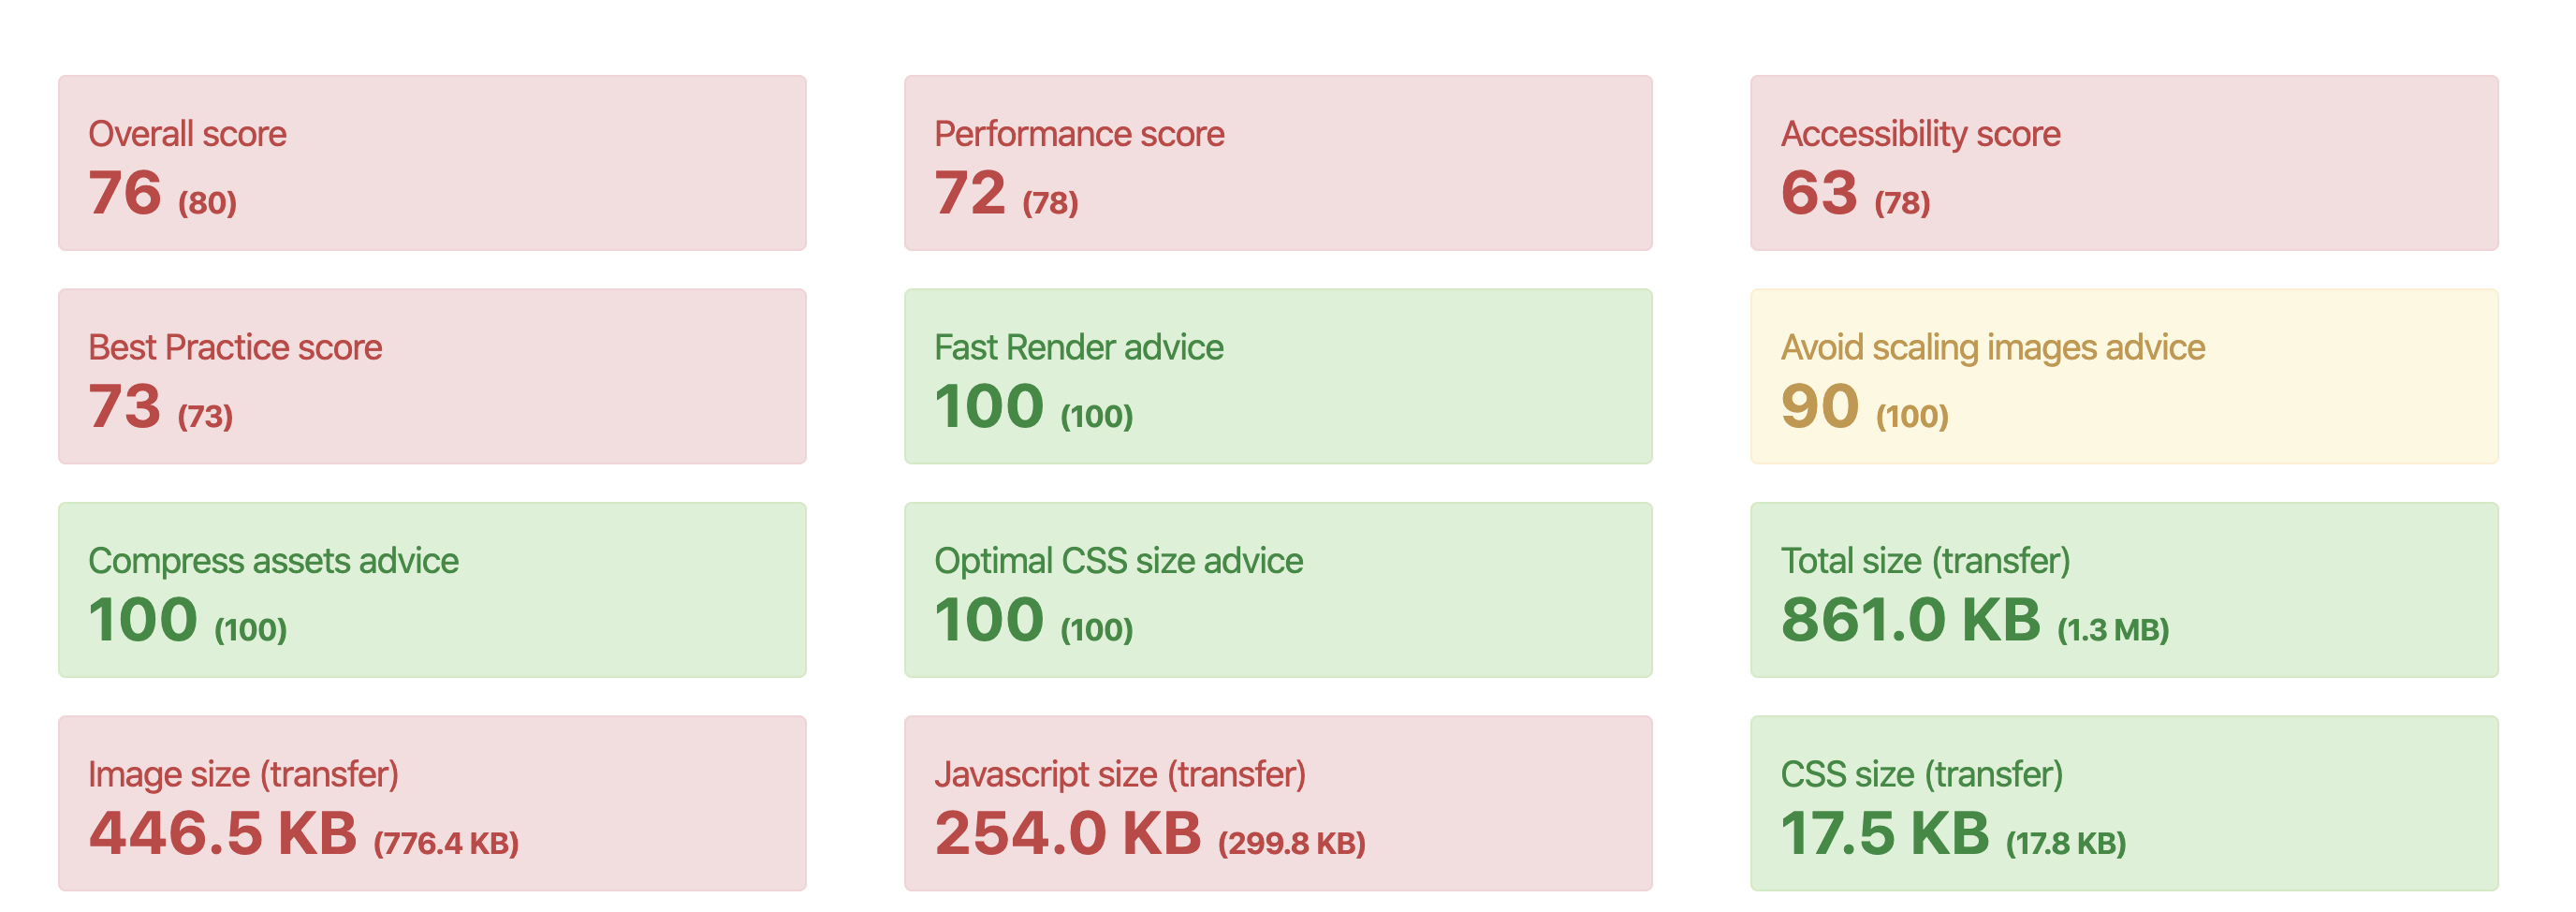 Overall score
76 (80)
Performance score
72 (78)
Accessibility score
63 (78)
Best Practice score
73 (73)
Fast Render advice
100 (100)
Avoid scaling images advice
90 (100)
Compress assets advice
100 (100)
Optimal CSS size advice
100 (100)
Total size (transfer)
861.0 KB (1.3 MB)
Image size (transfer)
446.5 KB (776.4 KB)
Javascript size (transfer)
254.0 KB (299.8 KB)
CSS size (transfer)
17.5 KB (17.8 KB)